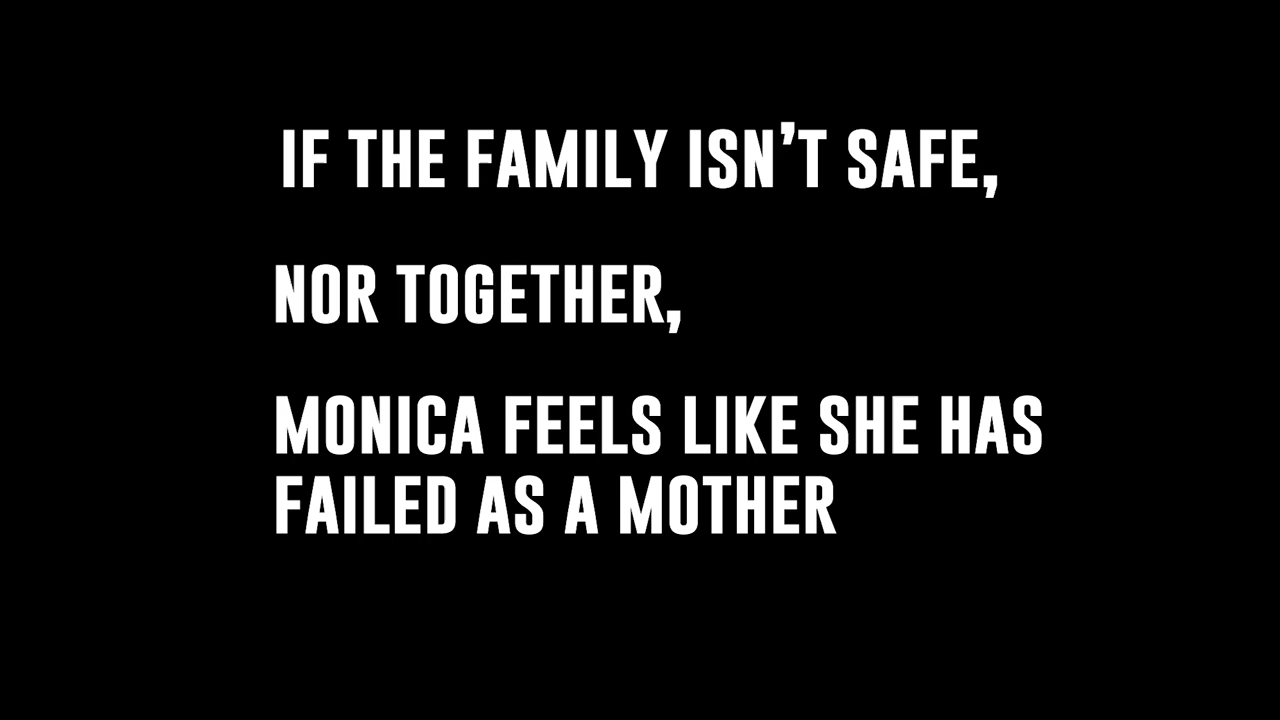 IF THE FAMILY ISN’T SAFE,
NOR TOGETHER,
MONICA FEELS LIKE SHE HAS
FAILED AS A MOTHER